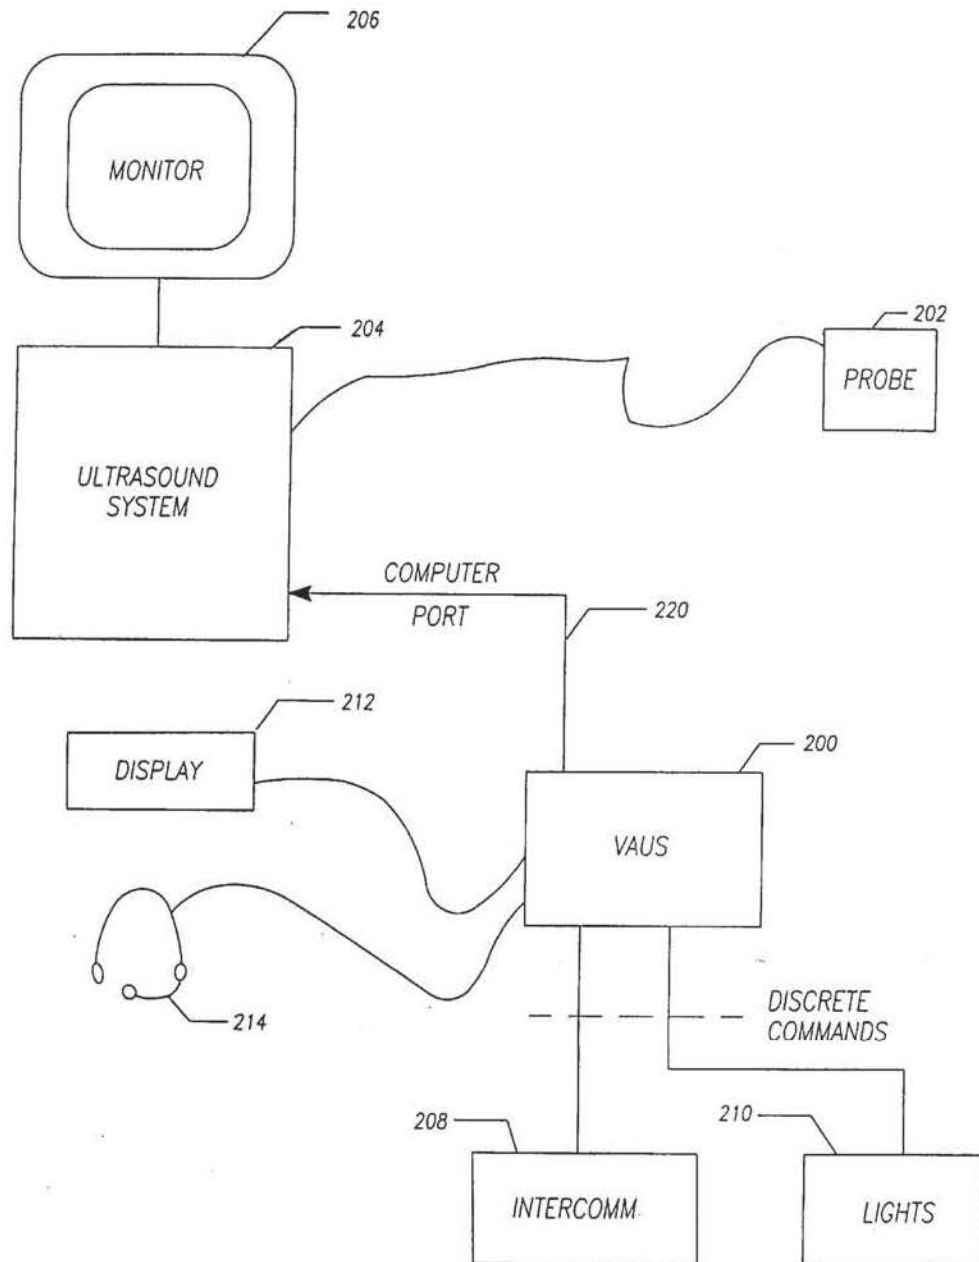 206
MONITOR
204
202
PROBE
ULTRASOUND
SYSTEM
COMPUTER
PORT
220
212
DISPLAY
200
VAUS
214
DISCRETE
COMMANDS
208
210
INTERCOMM
LIGHTS